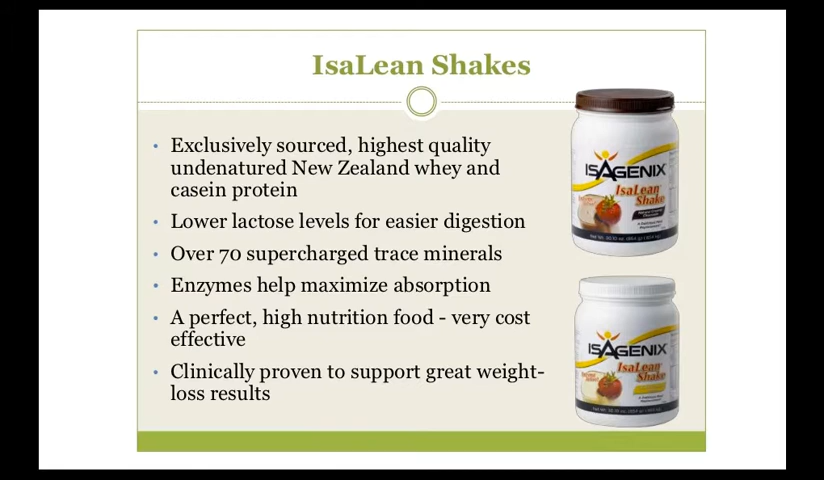 IsaLean Shakes
Exclusively sourced, highest quality
undenatured New Zealand whey and
casein protein
Lower lactose levels for easier digestion
Over 70 supercharged trace minerals
Enzymes help maximize absorption
A perfect, high nutrition food - very cost
effective
Clinically proven to support great weight-
loss results
ISAGENIX
IsaLean
Shake
ISAGENIX
IsaLean
Shake